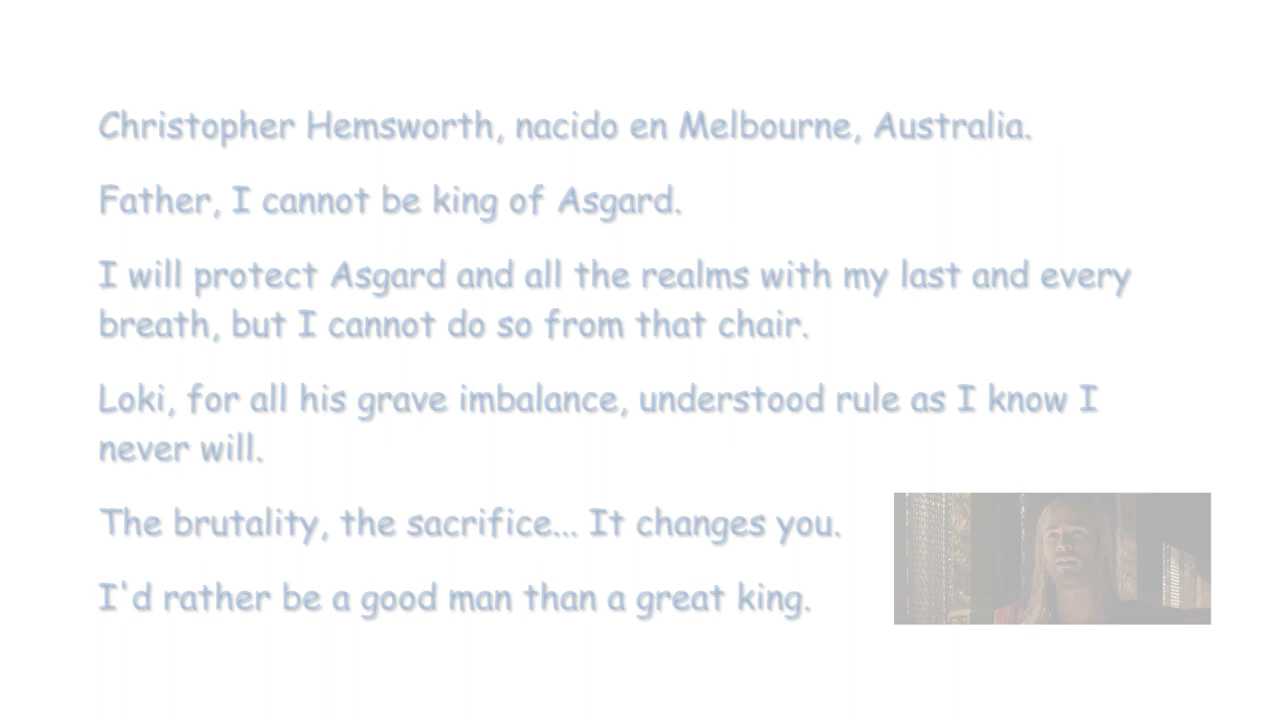 Christopher Hemsworth, nacido en Melbourne, Australia.
Father, I cannot be king of Asgard.
I will protect Asgard and all the realms with my last and every
breath, but I cannot do so from that chair.
Loki, for all his grave imbalance, understood rule as I know I
never will.
The brutality, the sacrifice... It changes you.
I'd rather be a good man than a great king.